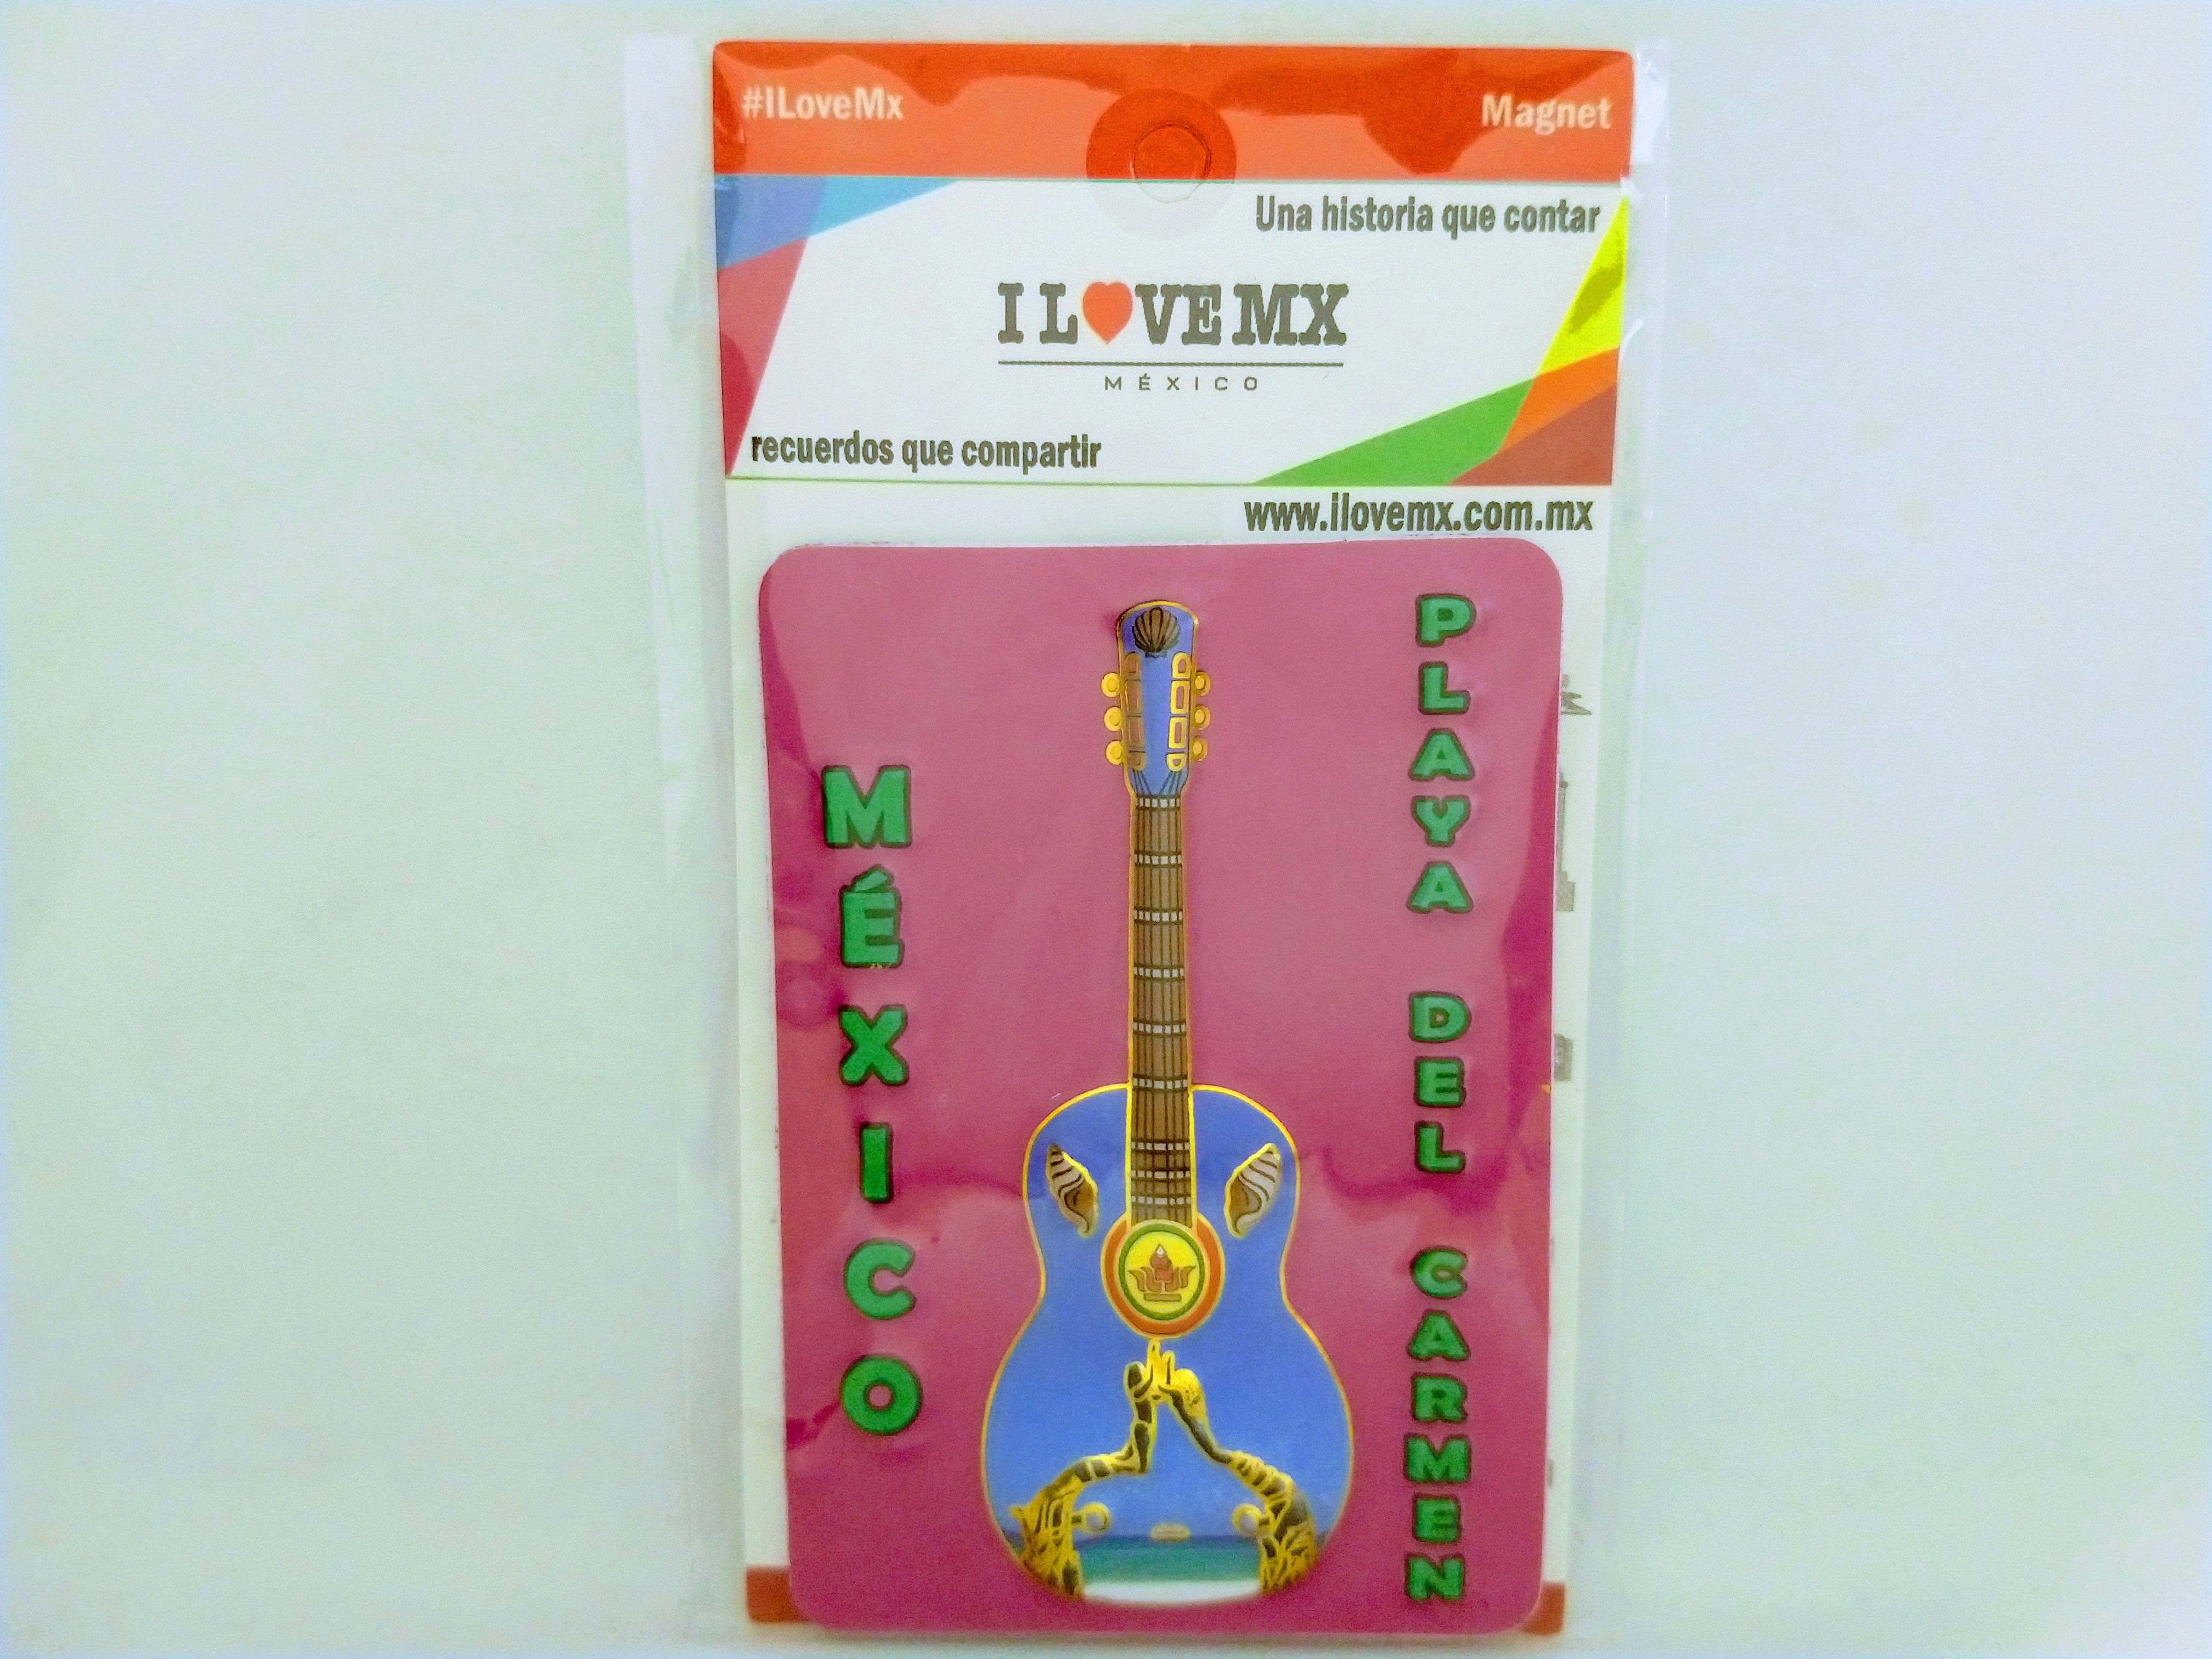 #ILoveMx
Magnet
Una historia que contar
I LOVE MX
MÉXICO
recuerdos que compartir
www.ilovemx.com.mx
MÉXICO
PLAYA DEL CARMEN